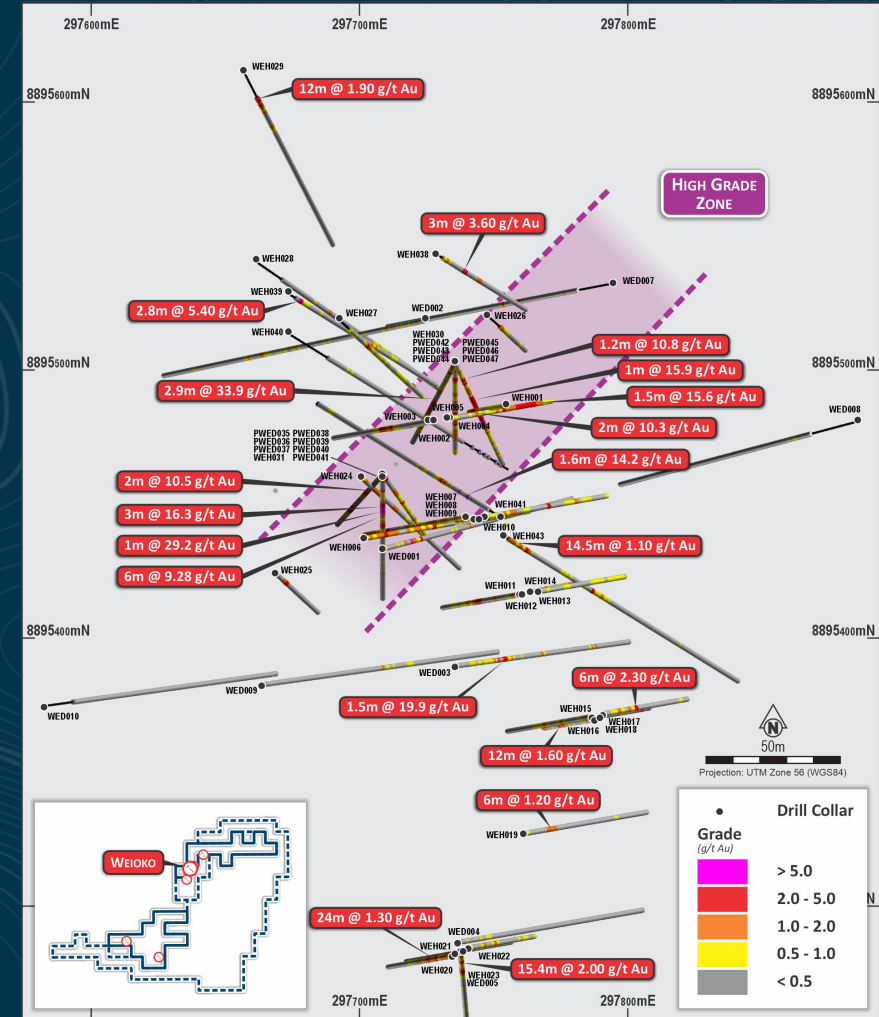 297600mE
297700mE
297800mE
WEH029
12m @ 1.90 g/t Au
8895600mN
8895600mN
HIGH GRADE
ZONE
3m @ 3.60 g/t Au
WEH038
WEH028
WED007
WEH039
2.8m @ 5.40 g/t Au
WEH027
WED002
WEH026
WEH040
WEH030
PWED042
PWED043
PWED044
PWED045
PWED046
PWED047
1.2m @ 10.8 g/t Au
8895500mN
8895500mN
1m @ 15.9 g/t Au
2.9m @ 33.9 g/t Au
1.5m @ 15.6 g/t Au
WEH001
WEH005
WEH003
WEH004
WED008
2m @ 10.3 g/t Au
WEH002
PWED035 PWED038
PWED036 PWED039
PWED037 PWED040
WEH031 PWED041
1.6m @ 14.2 g/t Au
WEH024
2m @ 10.5 g/t Au
WEH007
WEH008
WEH009
WEH041
3m @ 16.3 g/t Au
WEH010
1m @ 29.2 g/t Au
WEH006
WEH043
14.5m @ 1.10 g/t Au
WED001
6m @ 9.28 g/t Au
WEH025
WEH011
WEH014
WEH012
WEH013
8895400mN
8895400mN
WED003
WED009
6m @ 2.30 g/t Au
1.5m @ 19.9 g/t Au
WED010
WEH015
WEH017
WEH016
WEH018
12m @ 1.60 g/t Au
N
50m
Projection: UTM Zone 56 (WGS84)
6m @ 1.20 g/t Au
WEH019
Drill Collar
Grade
(g/t Au)
> 5.0
2.0 - 5.0
1.0 - 2.0
0.5 - 1.0
< 0.5
WEIOKO
N
24m @ 1.30 g/t Au
WED004
WEH021
WEH022
WEH020
WEH023
WED005
15.4m @ 2.00 g/t Au
297700mE
297800mE